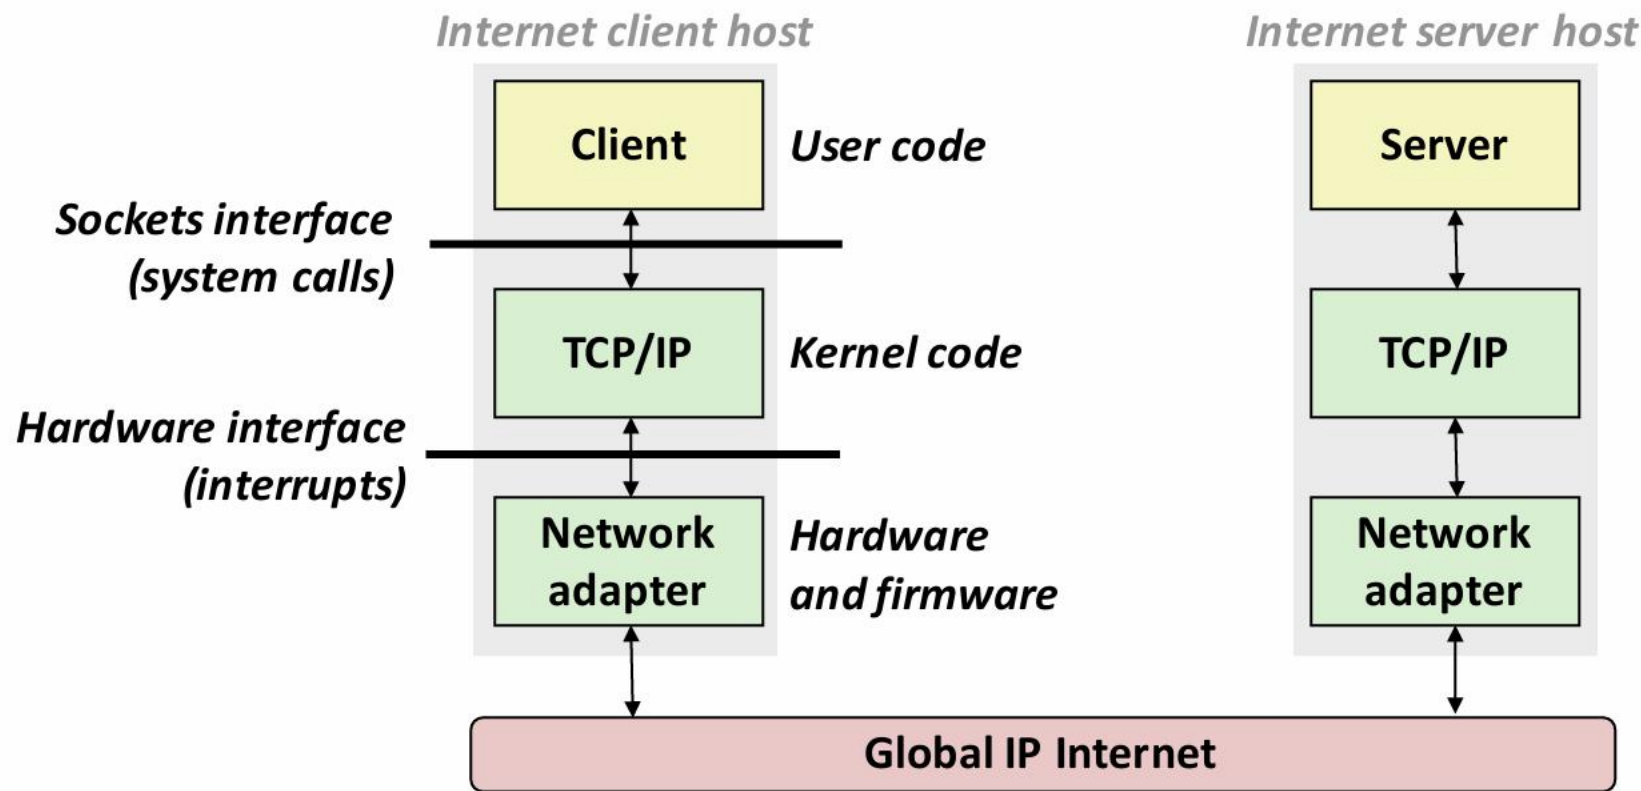 Internet client host
Internet server host
Client
User code
Server
Sockets interface
(system calls)
TCP/IP
Kernel code
TCP/IP
Hardware interface
(interrupts)
Network
adapter
Hardware
and firmware
Network
adapter
Global IP Internet